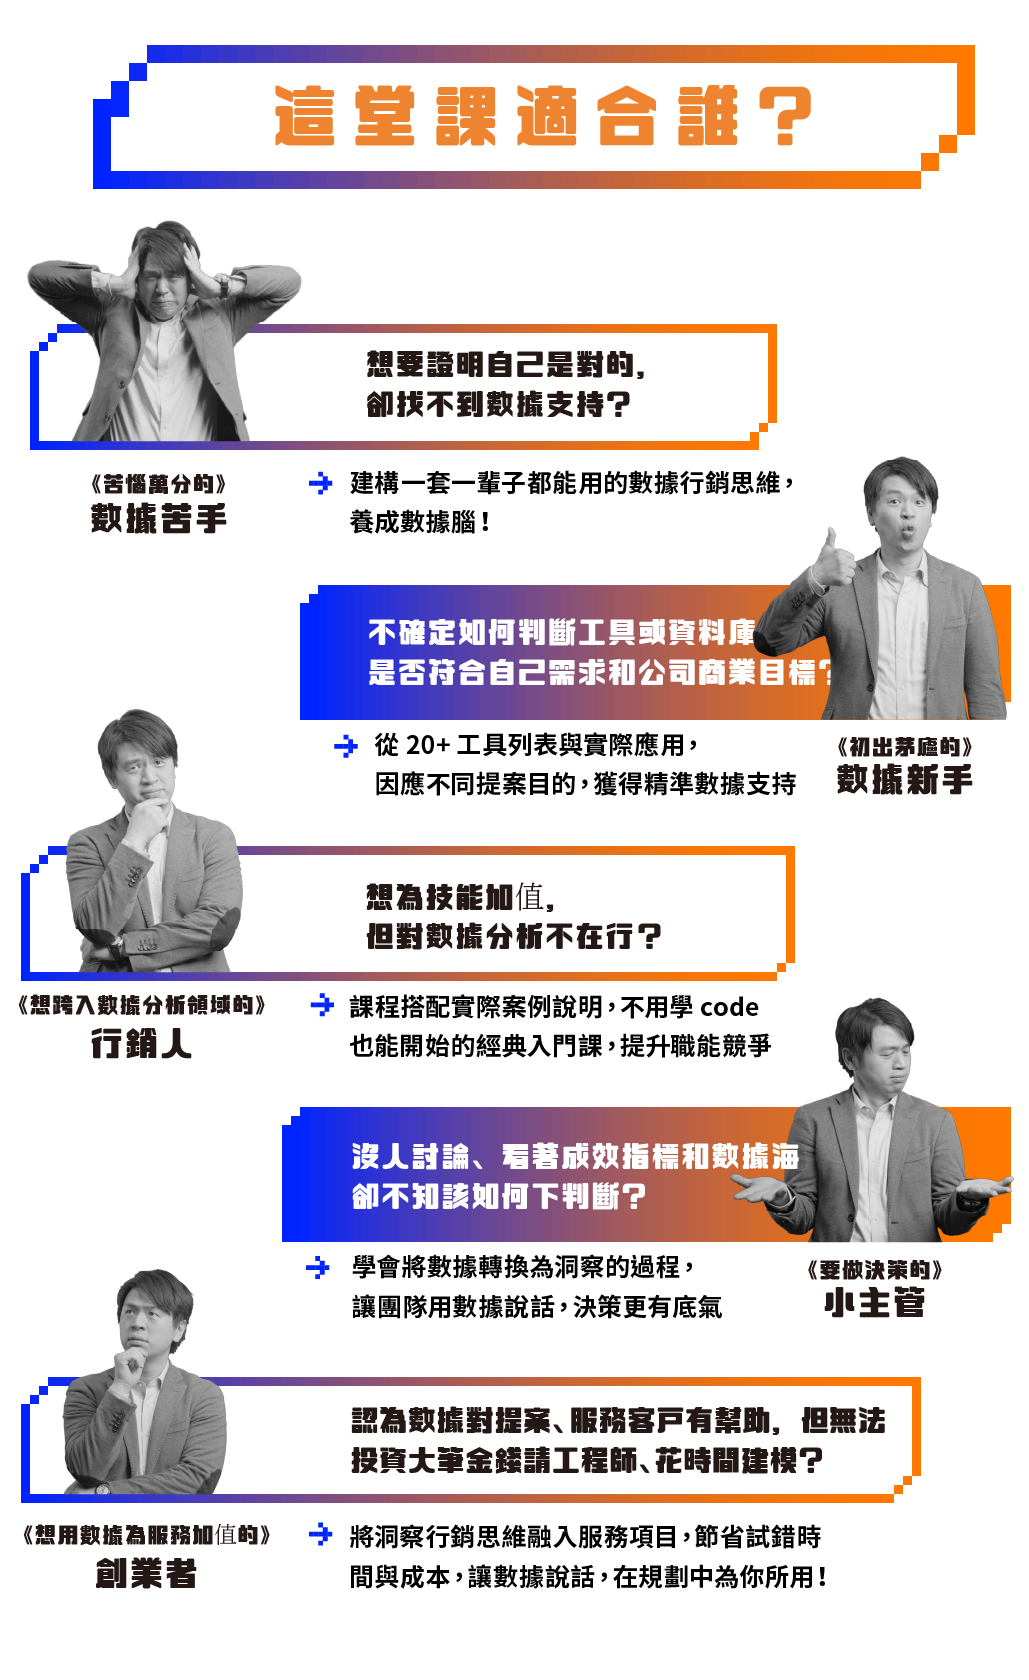 這堂課適合誰？
想要證明自己是對的，
卻找不到數據支持？
《苦惱萬分的》
數據苦手
建構一套一輩子都能用的數據行銷思維，
養成數據腦！
不確定如何判斷工具或資料庫
是否符合自己需求和公司商業目標？
從 20+ 工具列表與實際應用，
因應不同提案目的，獲得精準數據支持
《初出茅廬的》
數據新手
想為技能加值，
但對數據分析不在行？
《想跨入數據分析領域的》
行銷人
課程搭配實際案例說明，不用學 code
也能開始的經典入門課，提升職能競爭
沒人討論、看著成效指標和數據海
卻不知該如何下判斷？
學會將數據轉換為洞察的過程，
讓團隊用數據說話，決策更有底氣
《要做決策的》
小主管
認為數據對提案、服務客戶有幫助，但無法
投資大筆金錢請工程師、花時間建模？
《想用數據為服務加值的》
創業者
將洞察行銷思維融入服務項目，節省試錯時
間與成本，讓數據說話，在規劃中為你所用！